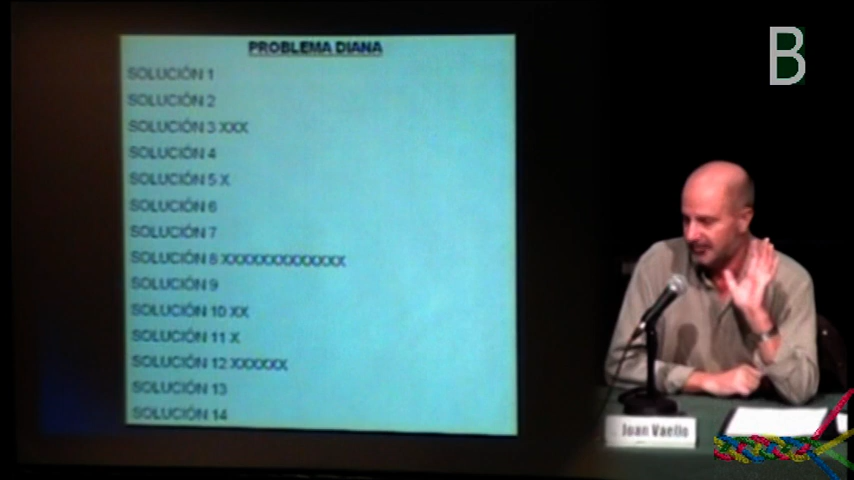 B
PROBLEMA DIANA
SOLUCIÓN 1
SOLUCIÓN 2
SOLUCIÓN 3 XXX
SOLUCIÓN 4
SOLUCIÓN 5 X
SOLUCIÓN 6
SOLUCIÓN 7
SOLUCIÓN 8 XXXXXXXXXXXXXX
SOLUCIÓN 9
SOLUCIÓN 10 XX
SOLUCIÓN 11 X
SOLUCIÓN 12 XXXXXX
SOLUCIÓN 13
SOLUCIÓN 14
Joan Vaello